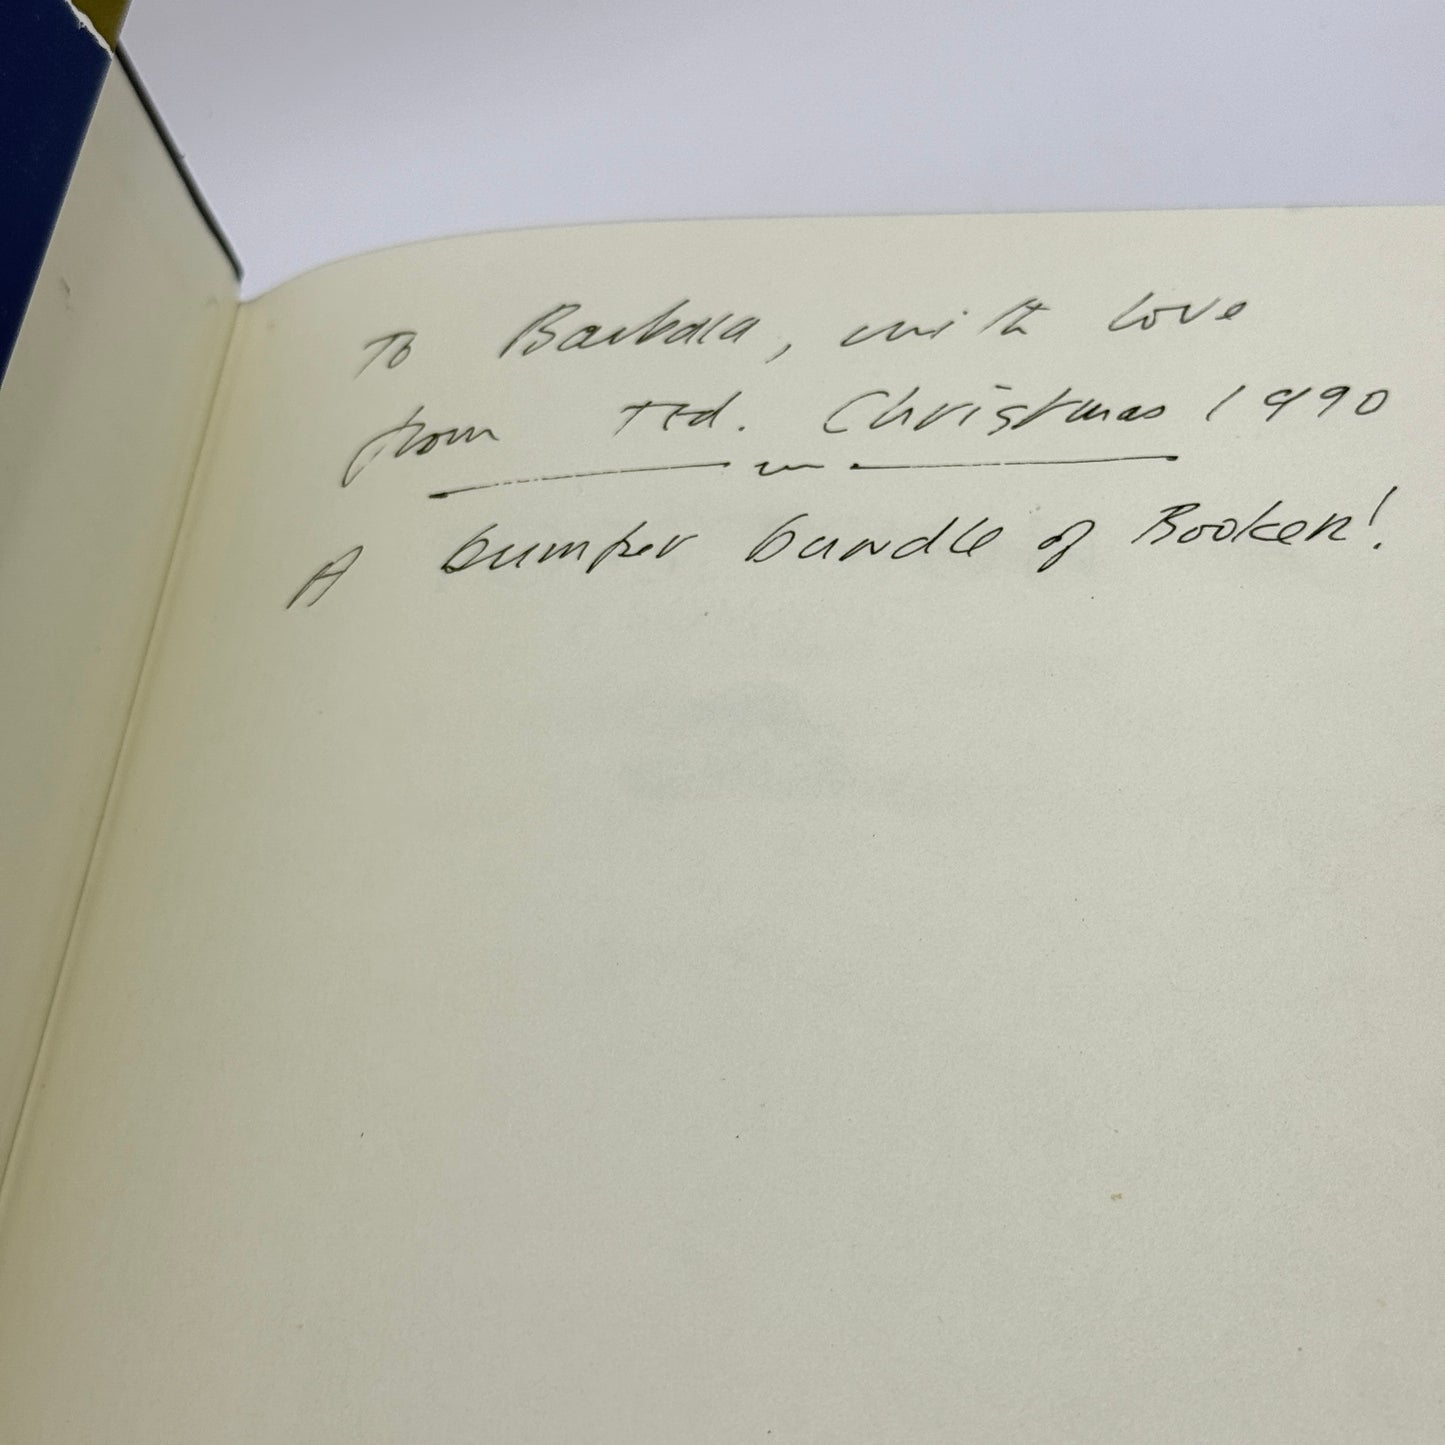 To Barbara, with love
from Ted. Christmas 1990
A bumper bundle of Booker!